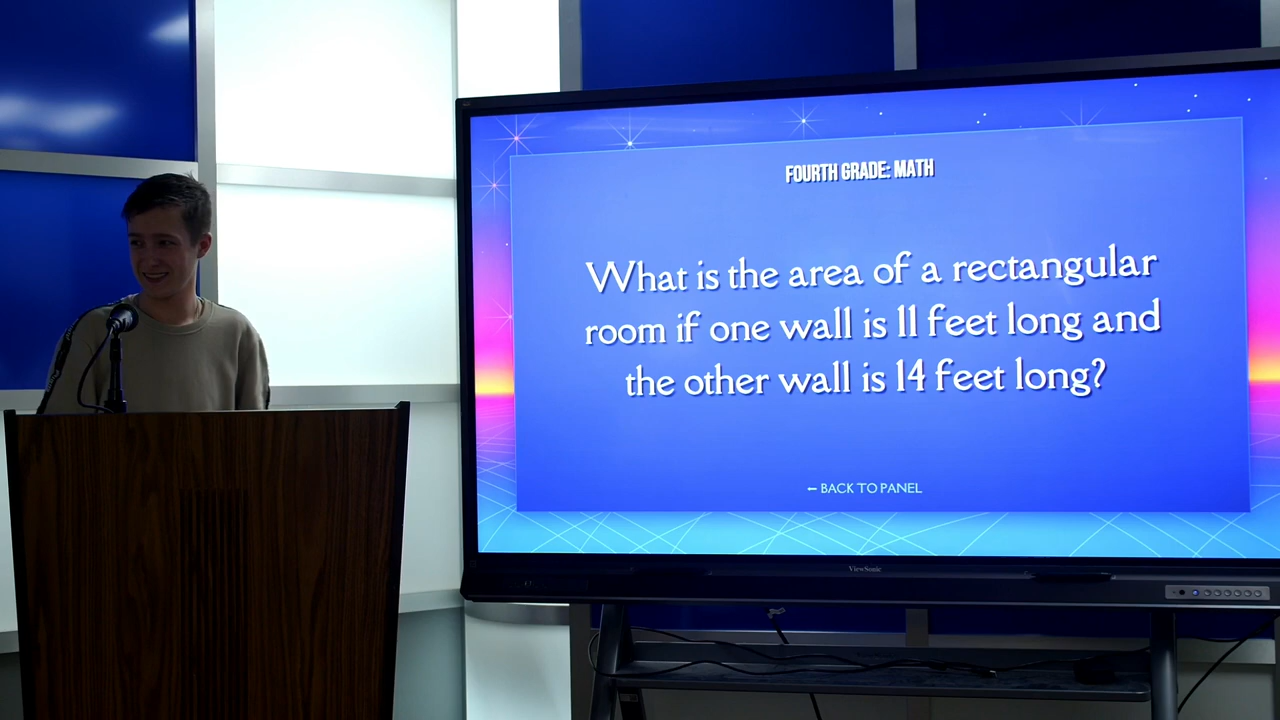 FOURTH GRADE: MATH
What is the area of a rectangular
room if one wall is 11 feet long and
the other wall is 14 feet long?
← BACK TO PANEL
ViewSonic